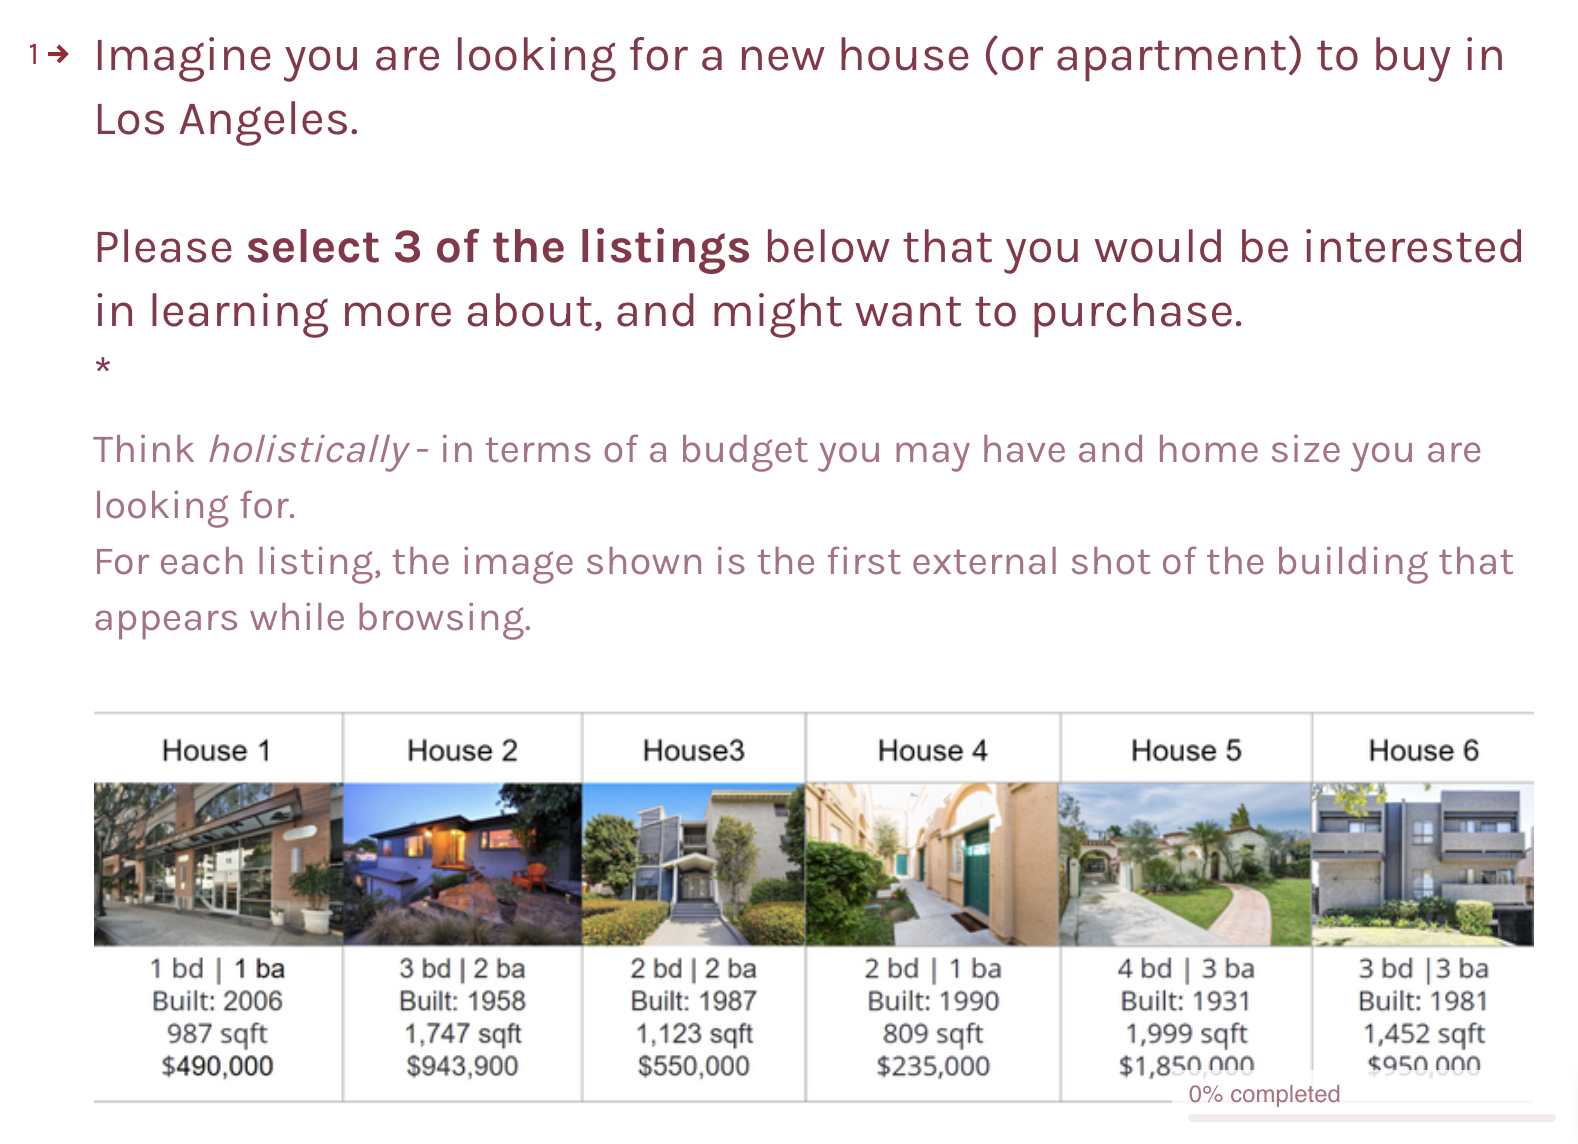 1 → Imagine you are looking for a new house (or apartment) to buy in
Los Angeles.
Please select 3 of the listings below that you would be interested
in learning more about, and might want to purchase.
*
Think holistically - in terms of a budget you may have and home size you are
looking for.
For each listing, the image shown is the first external shot of the building that
appears while browsing.
House 1
House 2
House3
House 4
House 5
House 6
1 bd | 1 ba
Built: 2006
987 sqft
$490,000
3 bd | 2 ba
Built: 1958
1,747 sqft
$943,900
2 bd | 2 ba
Built: 1987
1,123 sqft
$550,000
2 bd | 1 ba
Built: 1990
809 sqft
$235,000
4 bd | 3 ba
Built: 1931
1,999 sqft
$1,850,000
3 bd |3 ba
Built: 1981
1,452 sqft
$950,000
0% completed